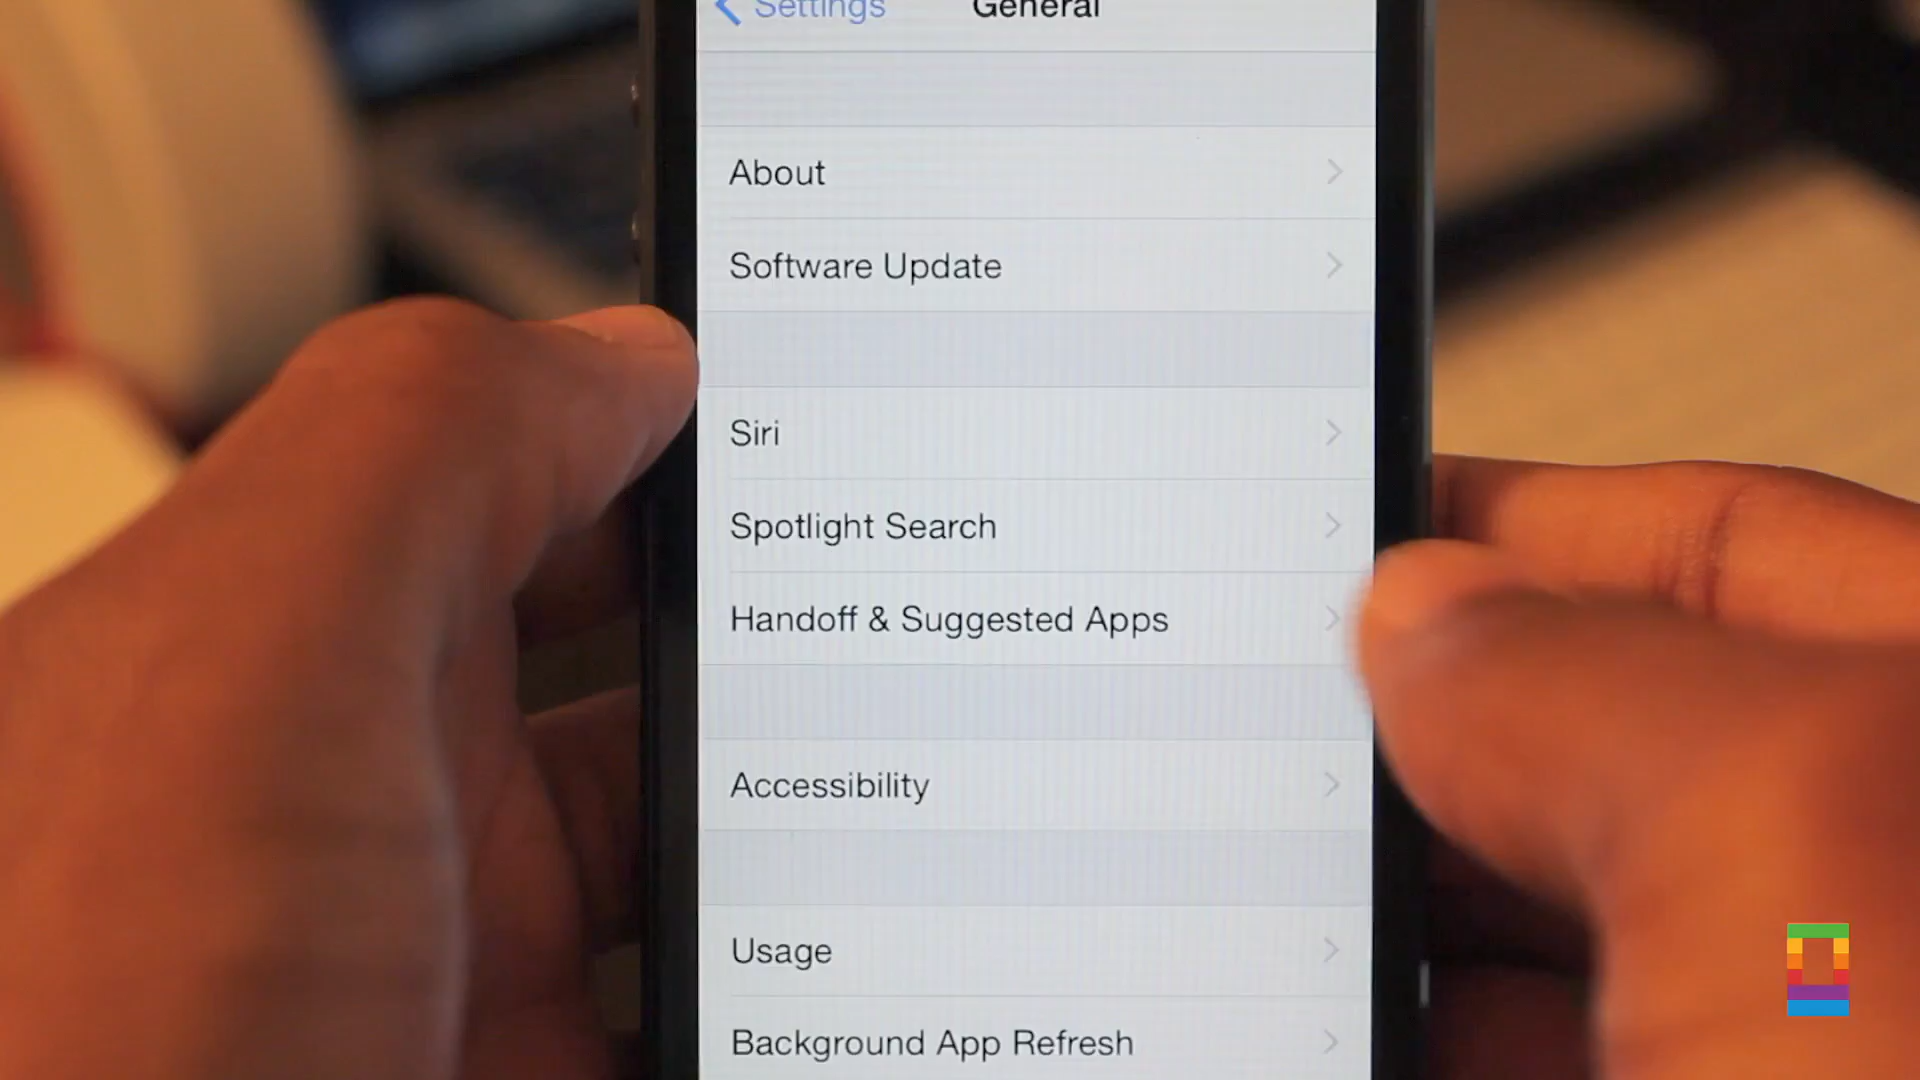 Settings
General
About
Software Update
Siri
Spotlight Search
Handoff & Suggested Apps
Accessibility
Usage
Background App Refresh